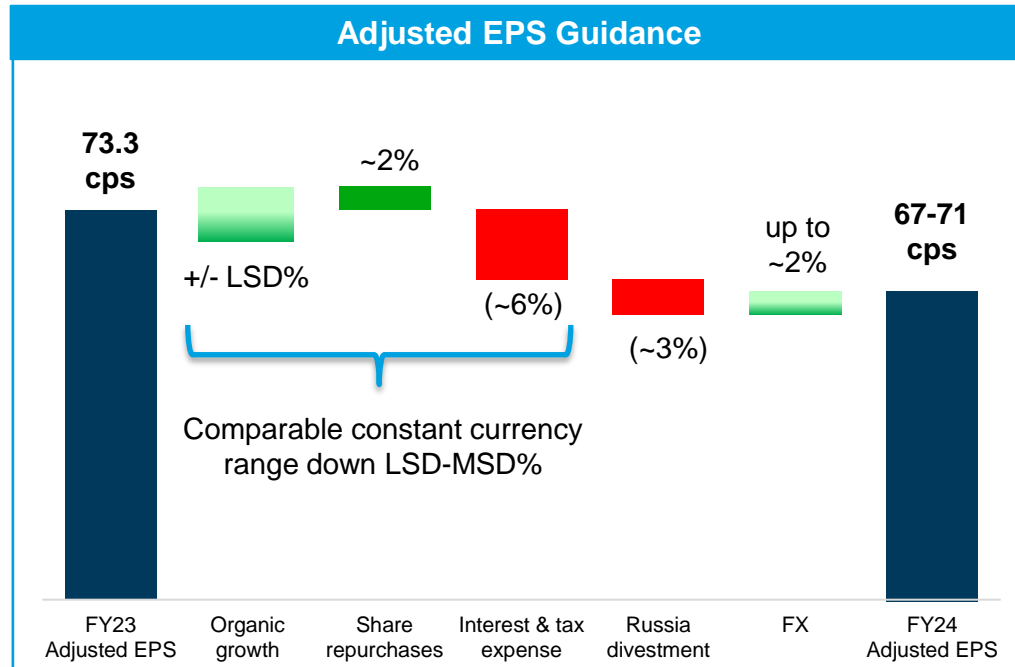 Adjusted EPS Guidance
73.3
cps
+/- LSD%
~2%
(~6%)
(~3%)
up to
~2%
67-71
cps
Comparable constant currency
range down LSD-MSD%
FY23
Adjusted EPS
Organic
growth
Share
repurchases
Interest & tax
expense
Russia
divestment
FX
FY24
Adjusted EPS